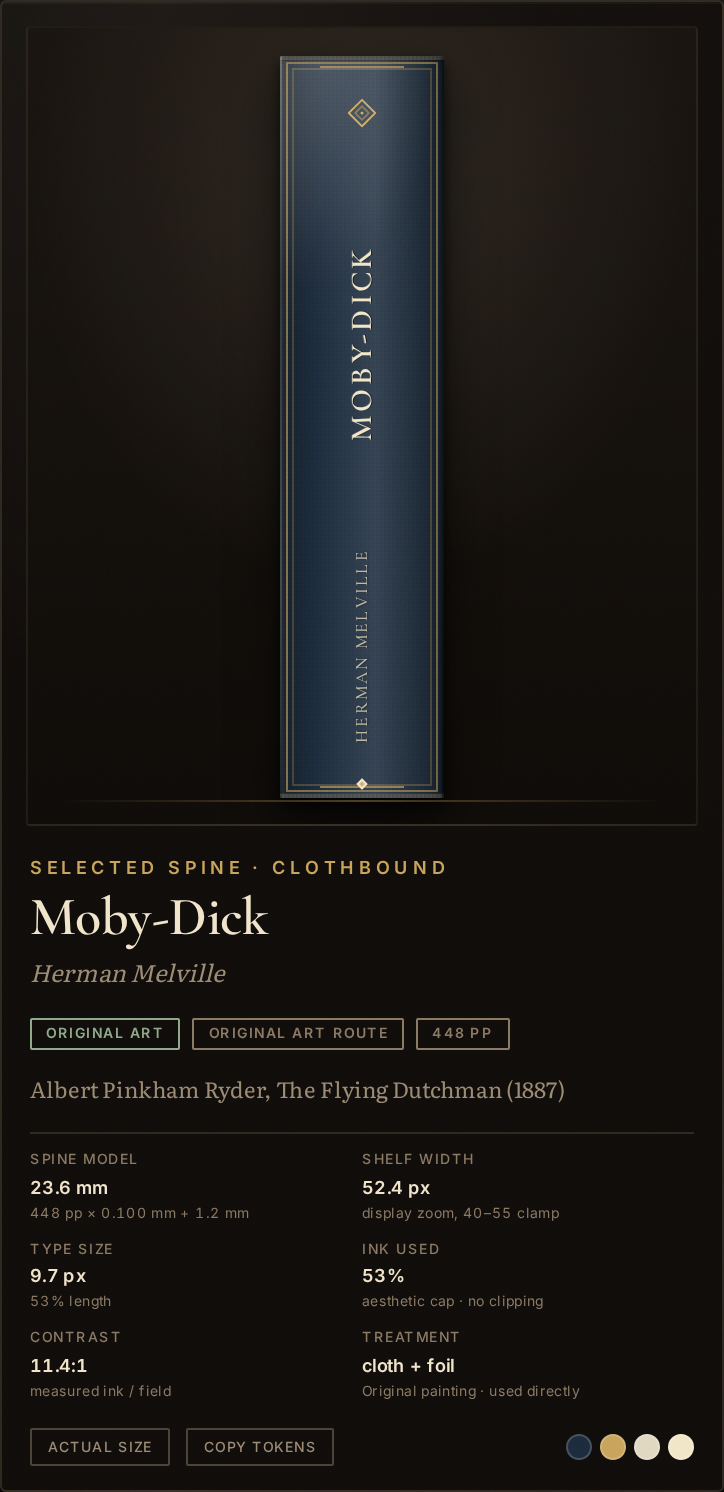 MOBY-DICK
HERMAN MELVILLE
SELECTED SPINE · CLOTHBOUND
Moby-Dick
Herman Melville
ORIGINAL ART
ORIGINAL ART ROUTE
448 PP
Albert Pinkham Ryder, The Flying Dutchman (1887)
SPINE MODEL
23.6 mm
448 pp × 0.100 mm + 1.2 mm
SHELF WIDTH
52.4 px
display zoom, 40–55 clamp
TYPE SIZE
9.7 px
53% length
INK USED
53%
aesthetic cap · no clipping
CONTRAST
11.4:1
measured ink / field
TREATMENT
cloth + foil
Original painting · used directly
ACTUAL SIZE
COPY TOKENS